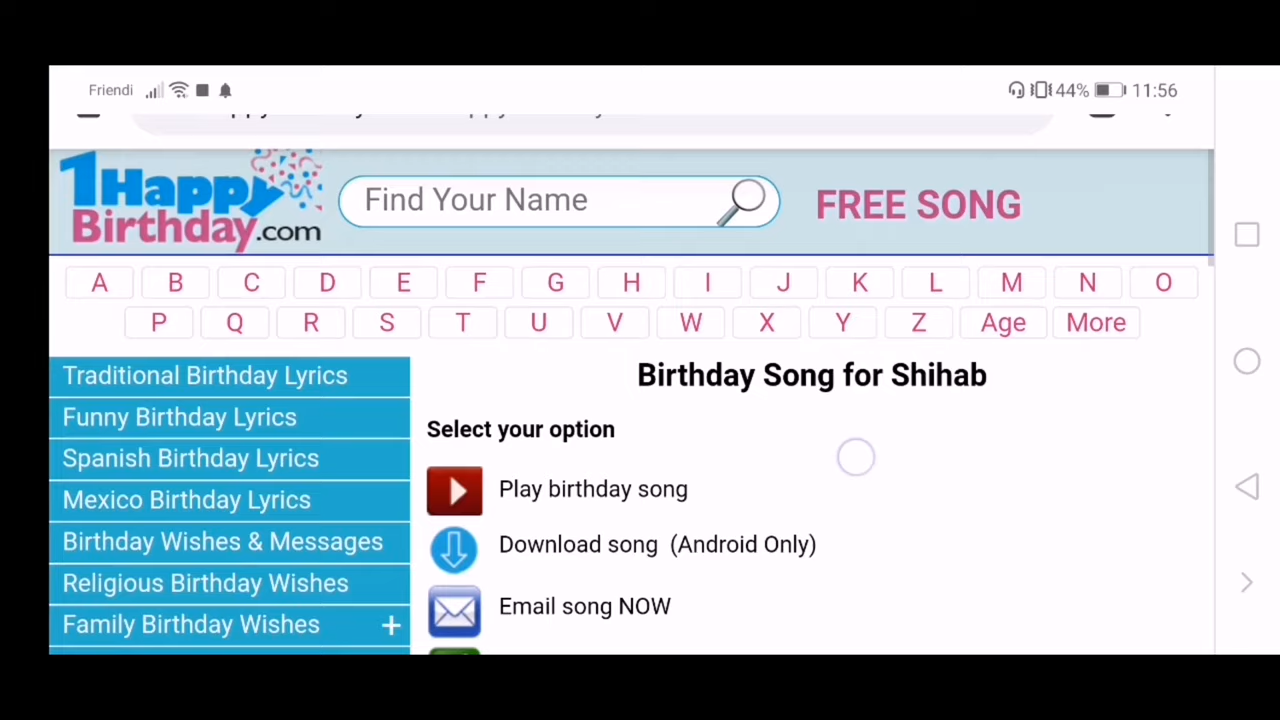 Friendi 44% 11:56
1Happy Birthday.com
Find Your Name
FREE SONG
A B C D E F G H I J K L M N O
P Q R S T U V W X Y Z Age More
Traditional Birthday Lyrics
Funny Birthday Lyrics
Spanish Birthday Lyrics
Mexico Birthday Lyrics
Birthday Wishes & Messages
Religious Birthday Wishes
Family Birthday Wishes +
Birthday Song for Shihab
Select your option
Play birthday song
Download song (Android Only)
Email song NOW